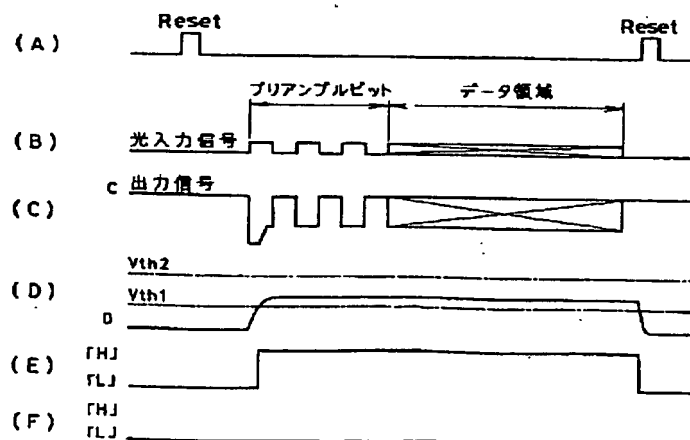 Reset Reset
(A)
プリアンブルビット データ領域
(B) 光入力信号
C 出力信号
(C)
Vth2
(D) Vth1
D
「H」
(E)
「L」
「H」
(F)
「L」